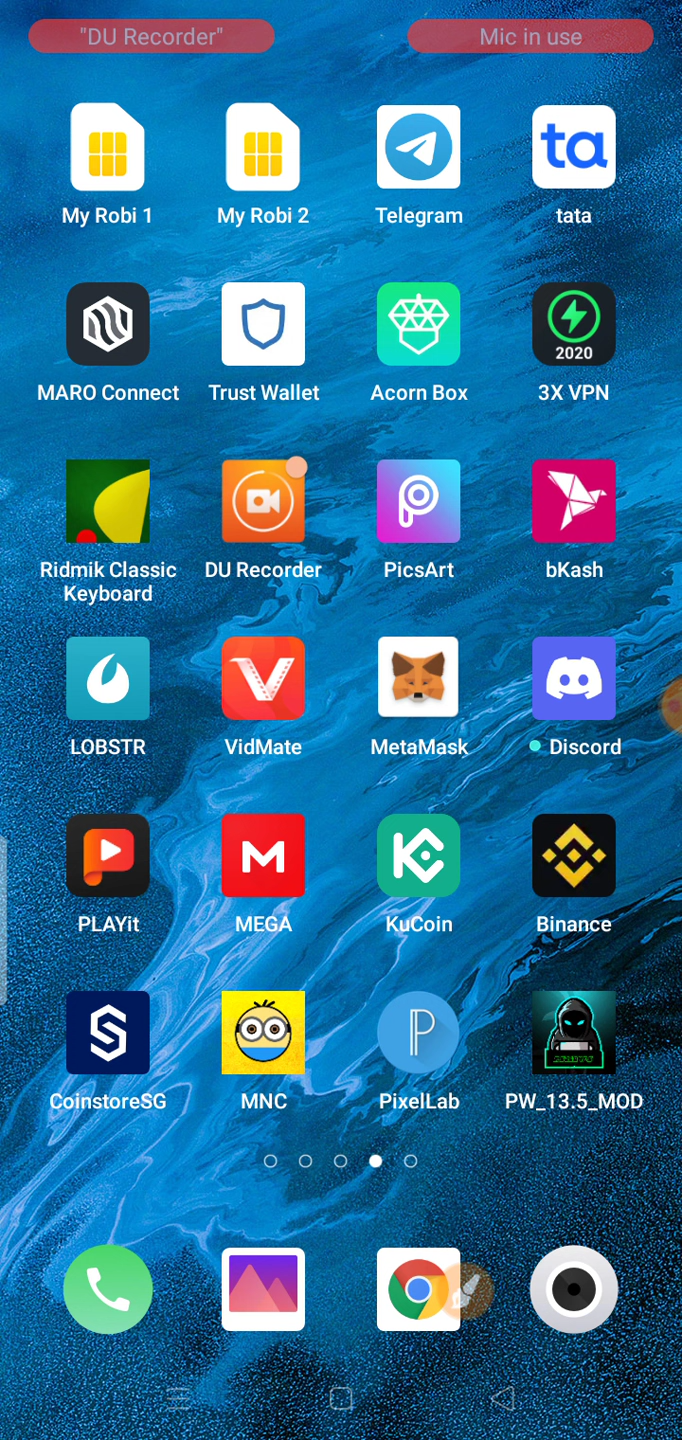 "DU Recorder"
Mic in use
My Robi 1
My Robi 2
Telegram
ta
tata
MARO Connect
Trust Wallet
Acorn Box
2020
3X VPN
Ridmik Classic
Keyboard
DU Recorder
PicsArt
bKash
LOBSTR
VidMate
MetaMask
Discord
PLAYit
MEGA
KuCoin
Binance
CoinstoreSG
MNC
PixelLab
PW_13.5_MOD